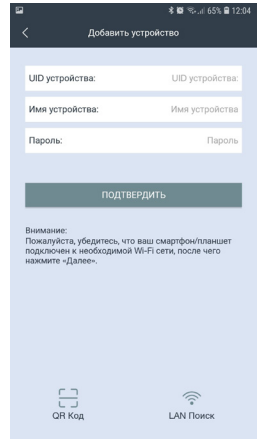 65% 12:04
Добавить устройство
UID устройства: UID устройства:
Имя устройства: Имя устройства
Пароль: Пароль
ПОДТВЕРДИТЬ
Внимание:
Пожалуйста, убедитесь, что ваш смартфон/планшет
подключен к необходимой Wi-Fi сети, после чего
нажмите «Далее».
QR Код LAN Поиск